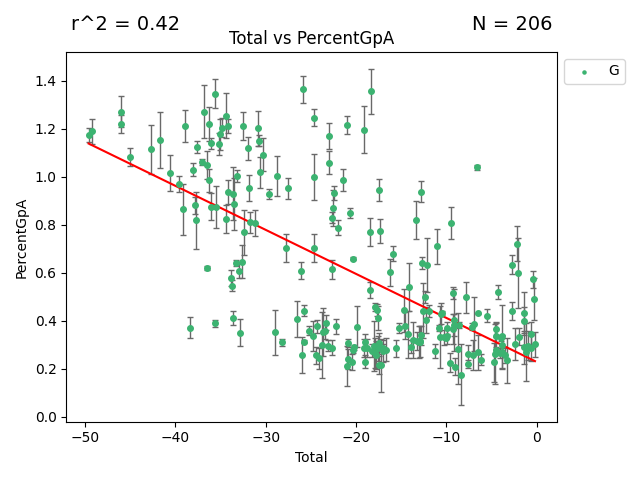 r^2 = 0.42
N = 206
Total vs PercentGpA
G
PercentGpA
1.4
1.2
1.0
0.8
0.6
0.4
0.2
0.0
−50 −40 −30 −20 −10 0
Total